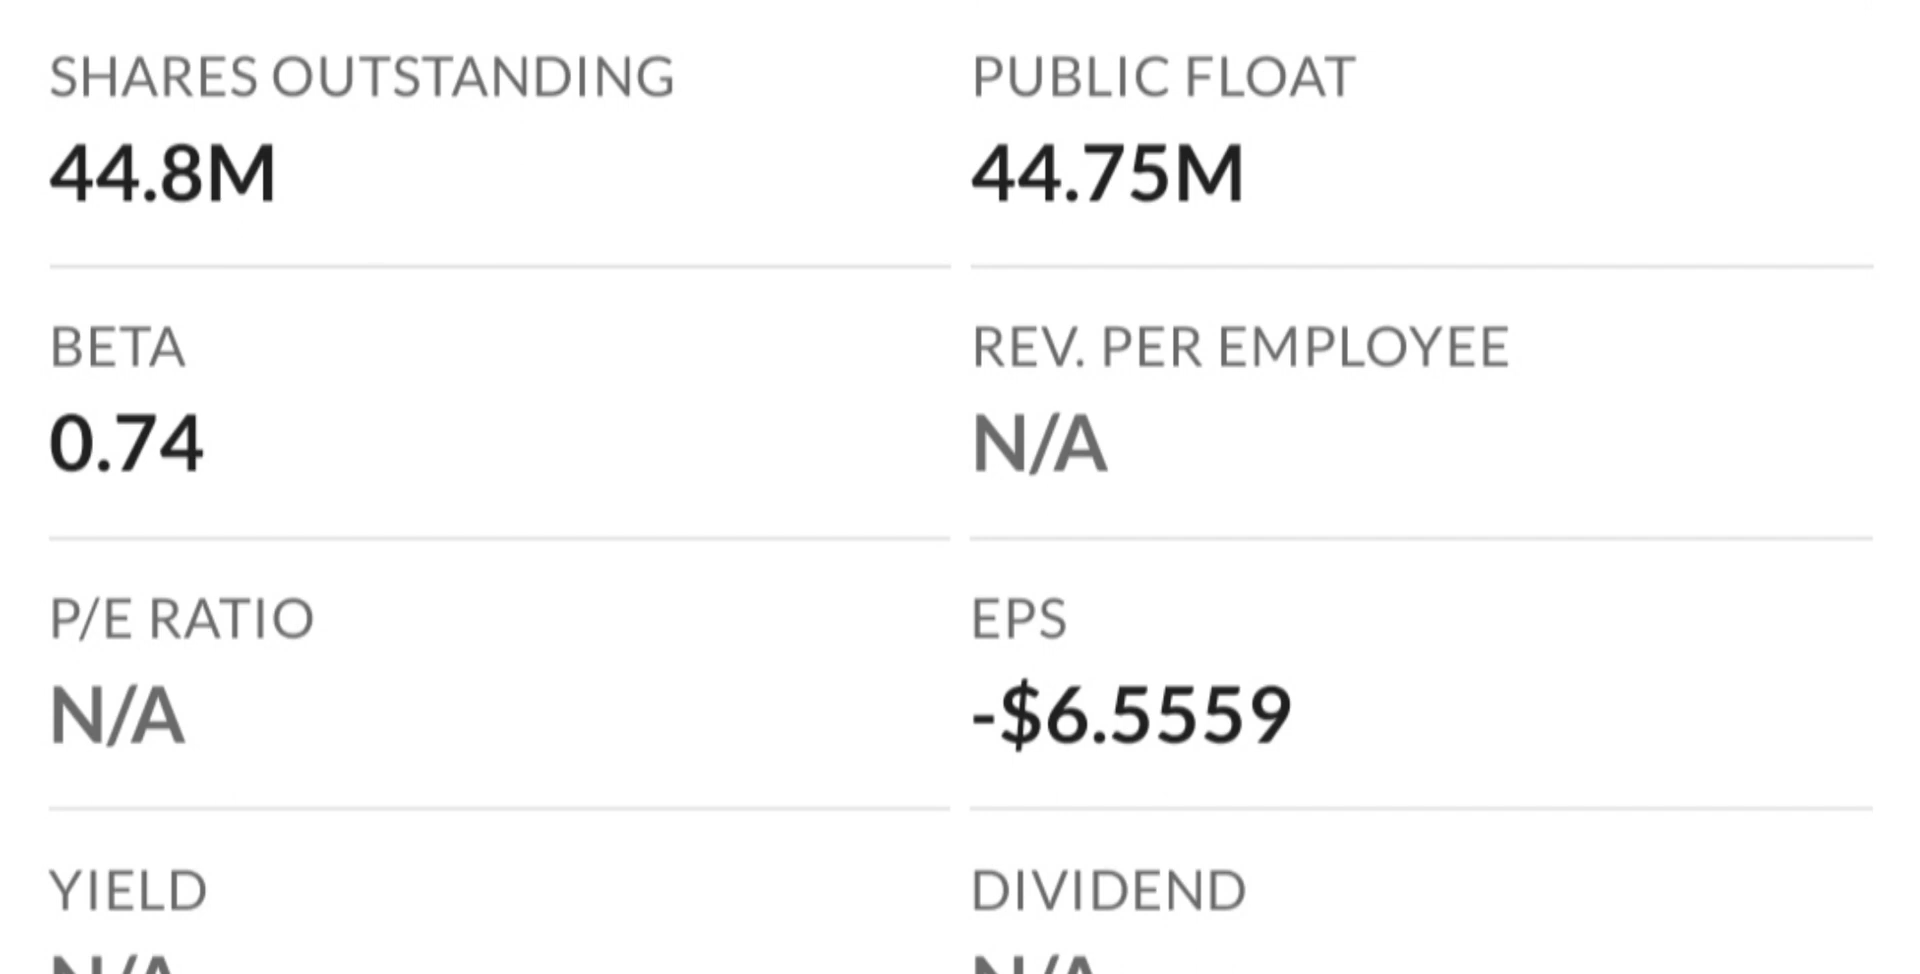 SHARES OUTSTANDING
44.8M
PUBLIC FLOAT
44.75M
BETA
0.74
REV. PER EMPLOYEE
N/A
P/E RATIO
N/A
EPS
-$6.5559
YIELD
N/A
DIVIDEND
N/A